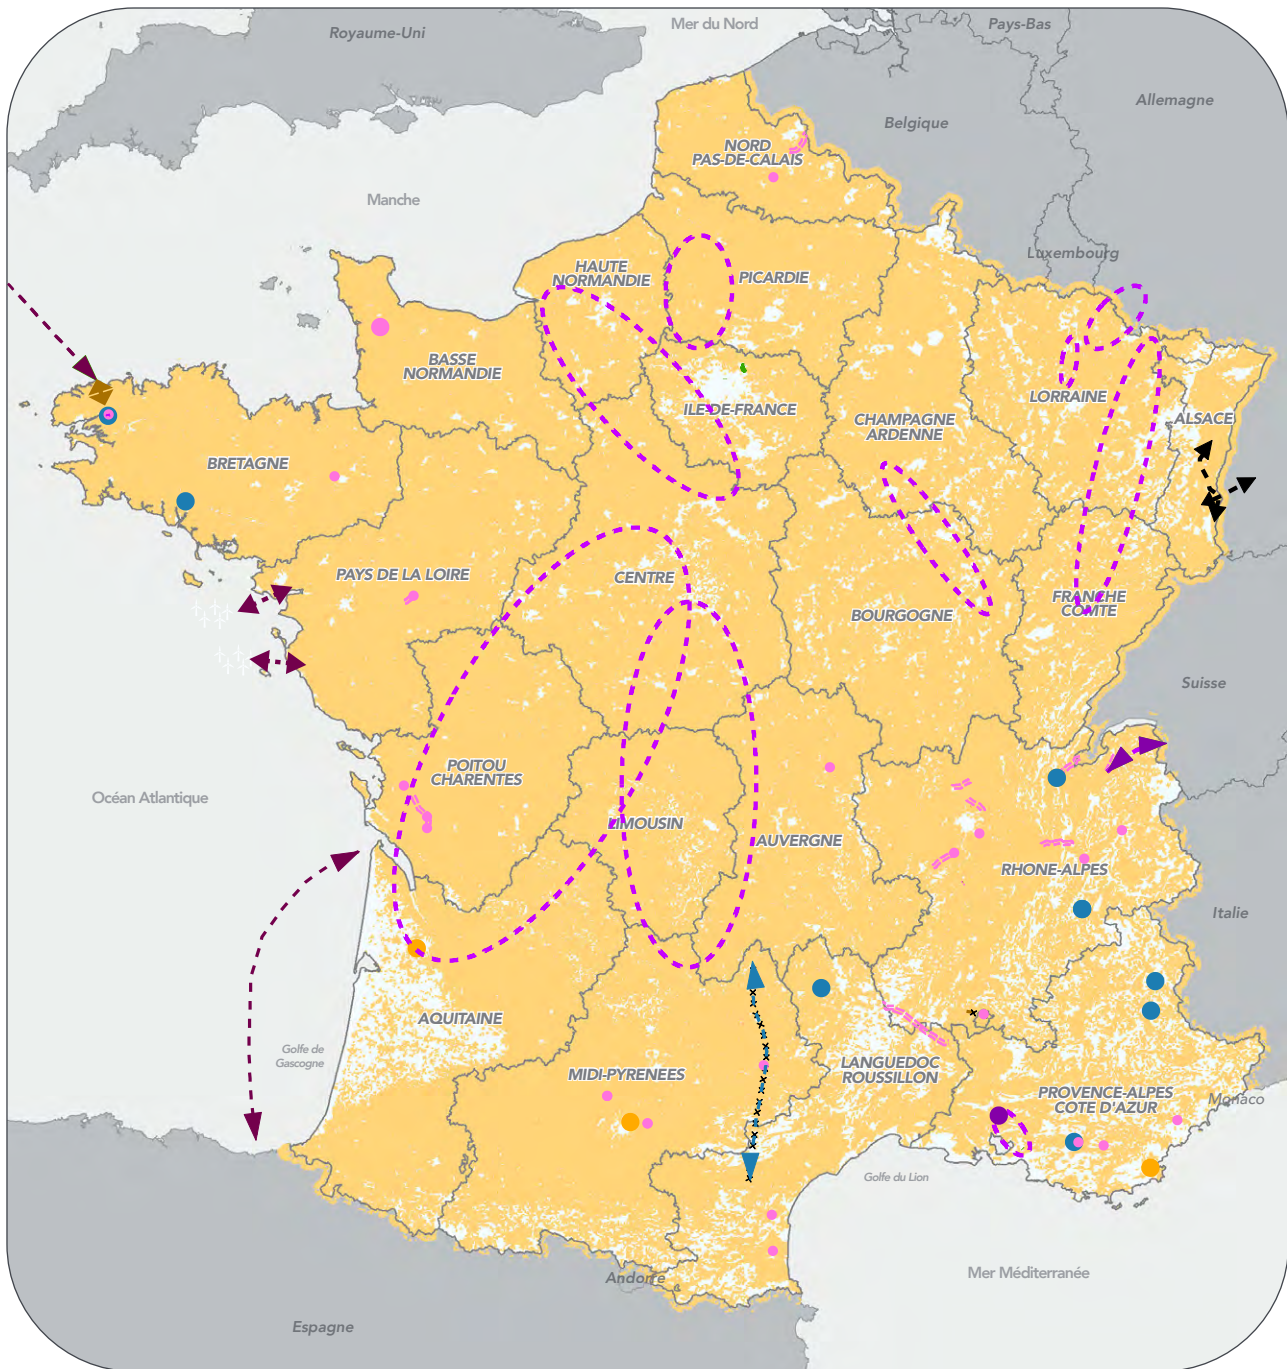 Royaume-Uni
Mer du Nord
Pays-Bas
Allemagne
Belgique
NORD
PAS-DE-CALAIS
Manche
Luxembourg
HAUTE
NORMANDIE
PICARDIE
BASSE
NORMANDIE
ILE-DE-FRANCE
LORRAINE
CHAMPAGNE
ARDENNE
ALSACE
BRETAGNE
PAYS DE LA LOIRE
CENTRE
BOURGOGNE
FRANCHE
COMTE
Suisse
POITOU
CHARENTES
Océan Atlantique
LIMOUSIN
AUVERGNE
RHONE-ALPES
Italie
AQUITAINE
Golfe de
Gascogne
MIDI-PYRENEES
LANGUEDOC
ROUSSILLON
PROVENCE-ALPES
COTE D'AZUR
Monaco
Golfe du Lion
Andorre
Mer Méditerranée
Espagne